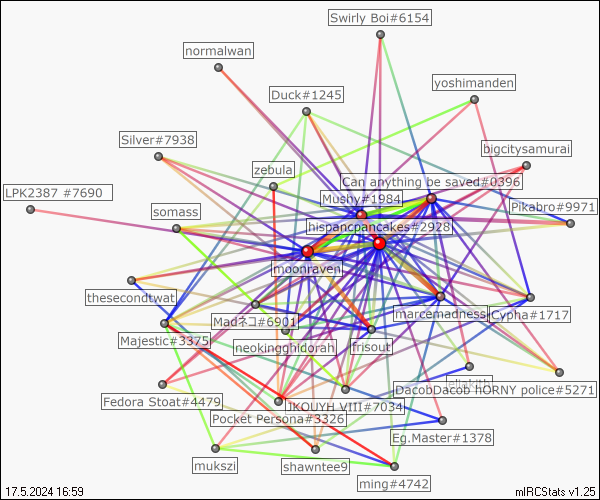 Swirly Boi#6154
normalwan
yoshimanden
Duck#1245
Silver#7938
bigcitysamurai
zebula
Can anything be saved#0396
LPK2387 #7690
Mushy#1984
Pikabro#9971
somass
hispancpancakes#2928
moonraven
thesecondtwat
marcemadness
Cypha#1717
Madネコ#6901
Majestic#3375
neokingghidorah
frisout
DacobDacob HORNY police#5271
Fedora Stoat#4479
JKOUYH VIII#7034
Pocket Persona#3326
Eg.Master#1378
mukszi
shawntee9
ming#4742
17.5.2024 16:59
mIRCStats v1.25